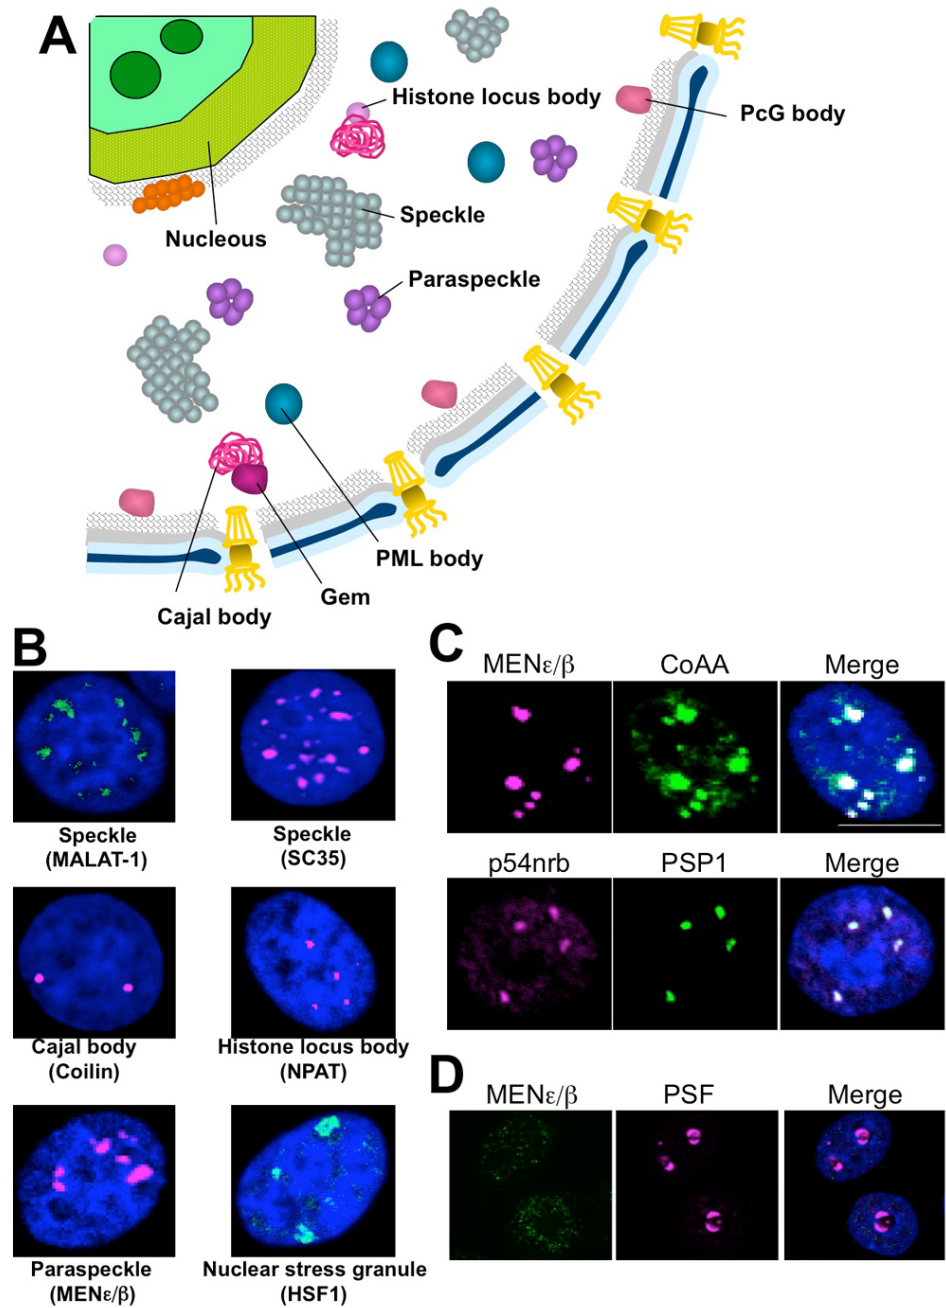 A
Histone locus body
PcG body
Speckle
Nucleous
Paraspeckle
PML body
Gem
Cajal body
B
Speckle
(MALAT-1)
Speckle
(SC35)
Cajal body
(Coilin)
Histone locus body
(NPAT)
Paraspeckle
(MENε/β)
Nuclear stress granule
(HSF1)
C
MENε/β CoAA Merge
p54nrb PSP1 Merge
D
MENε/β PSF Merge